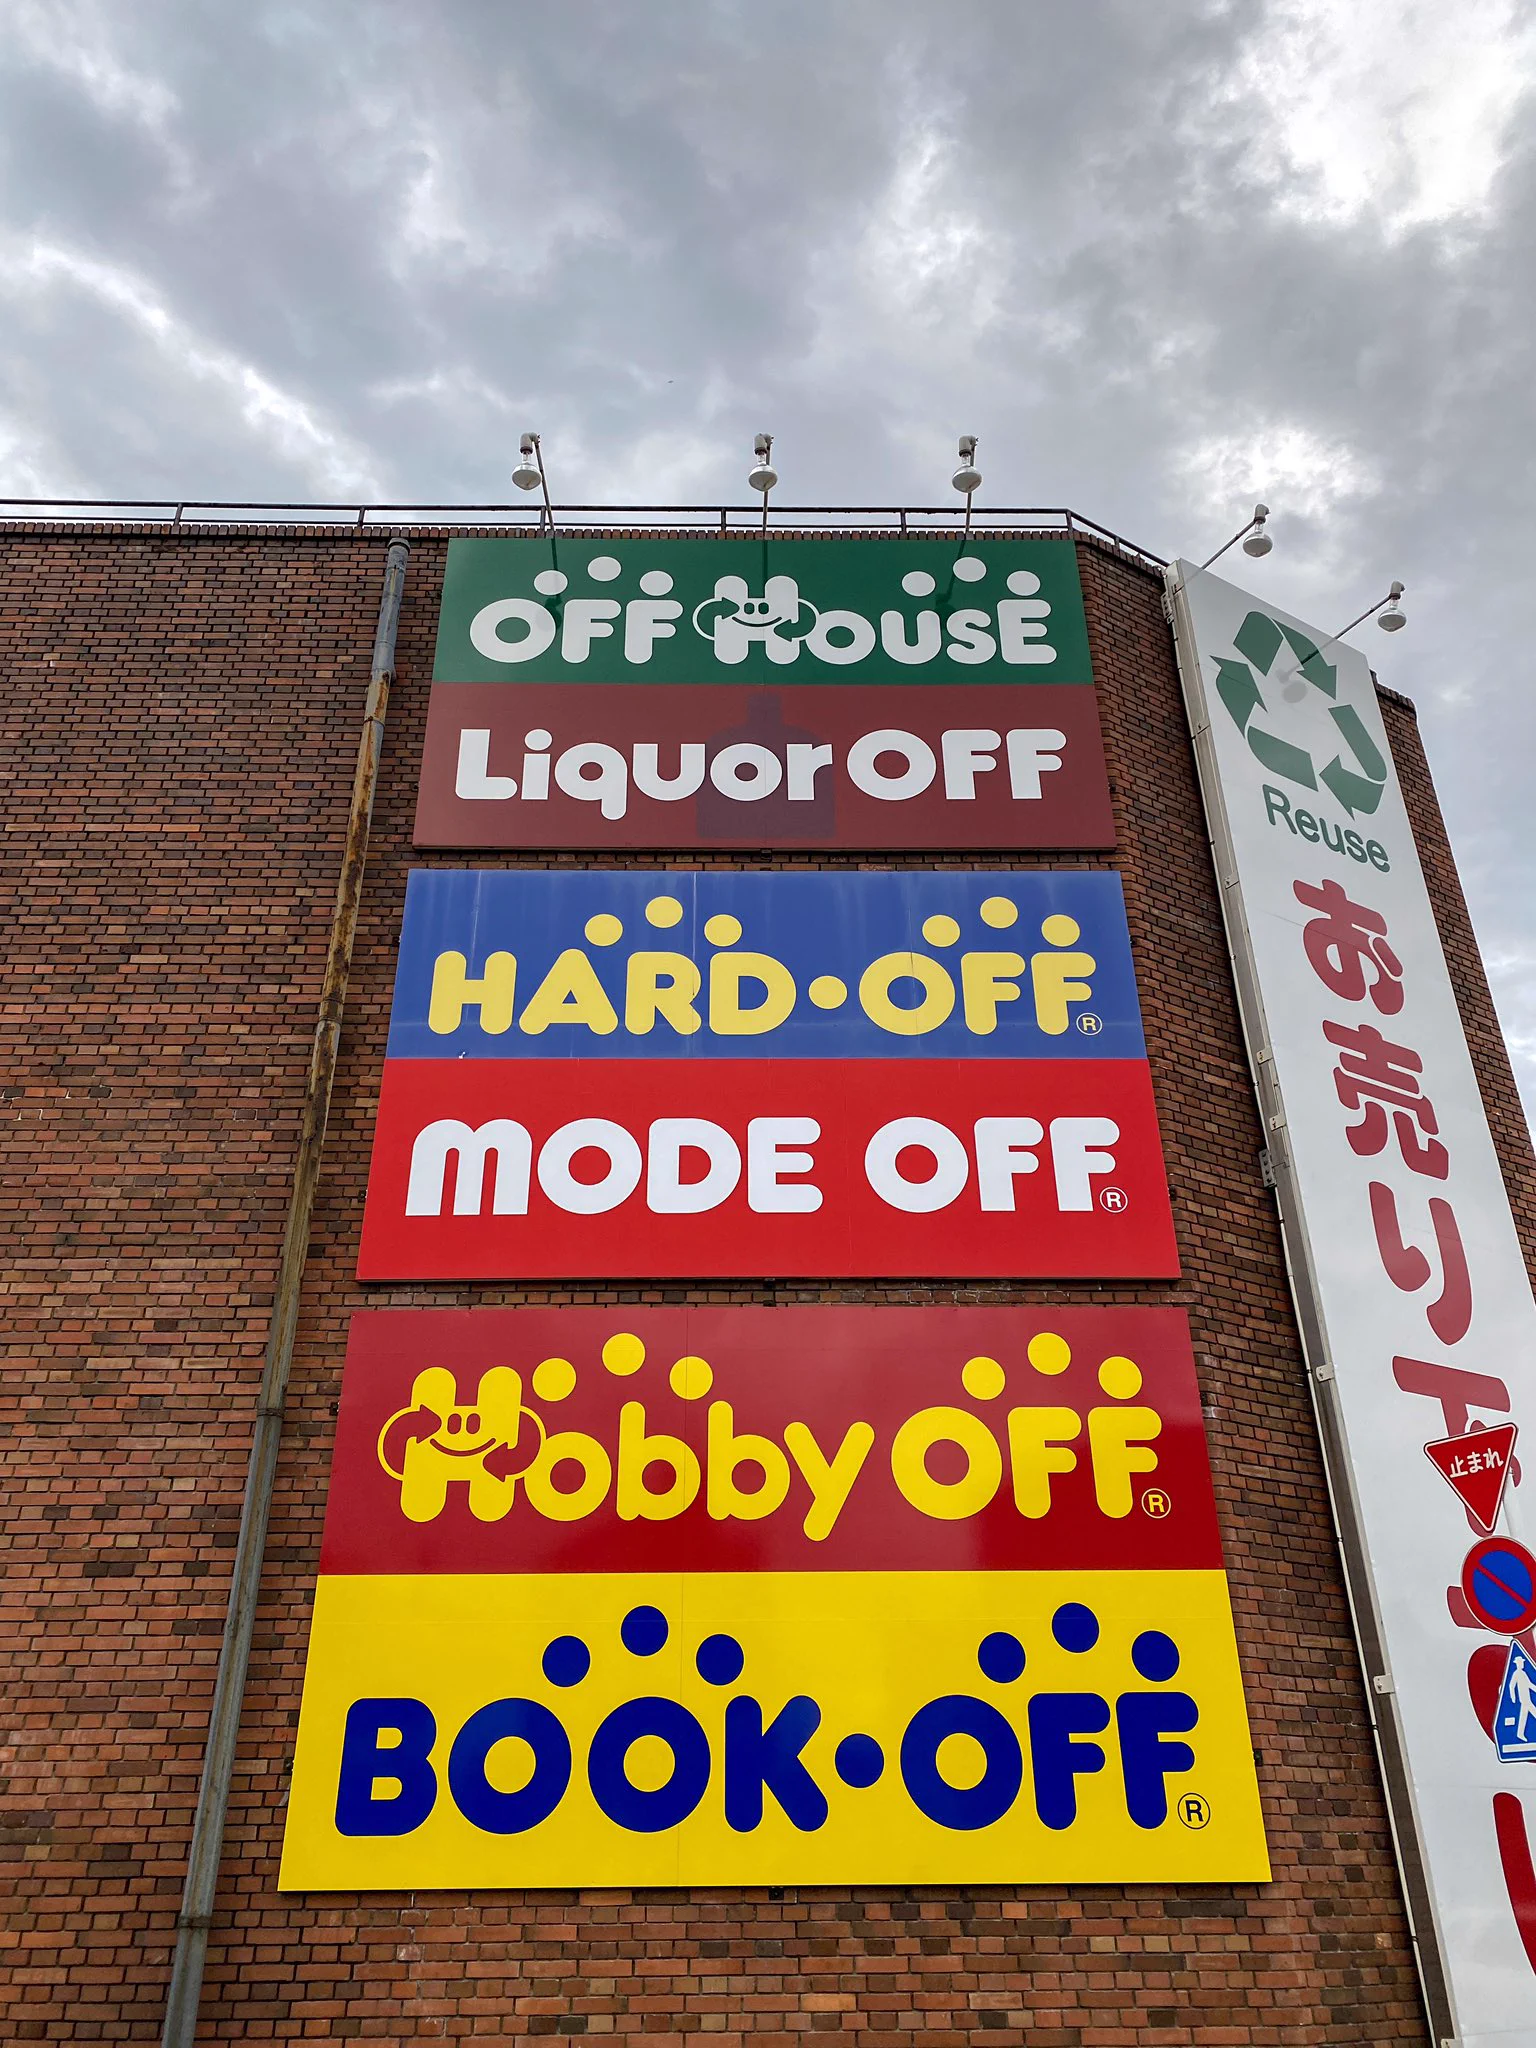 OFF HOUSE
Liquor OFF
HARD・OFF®
MODE OFF®
Hobby OFF®
BOOK・OFF®
Reuse
お売り下
止まれ